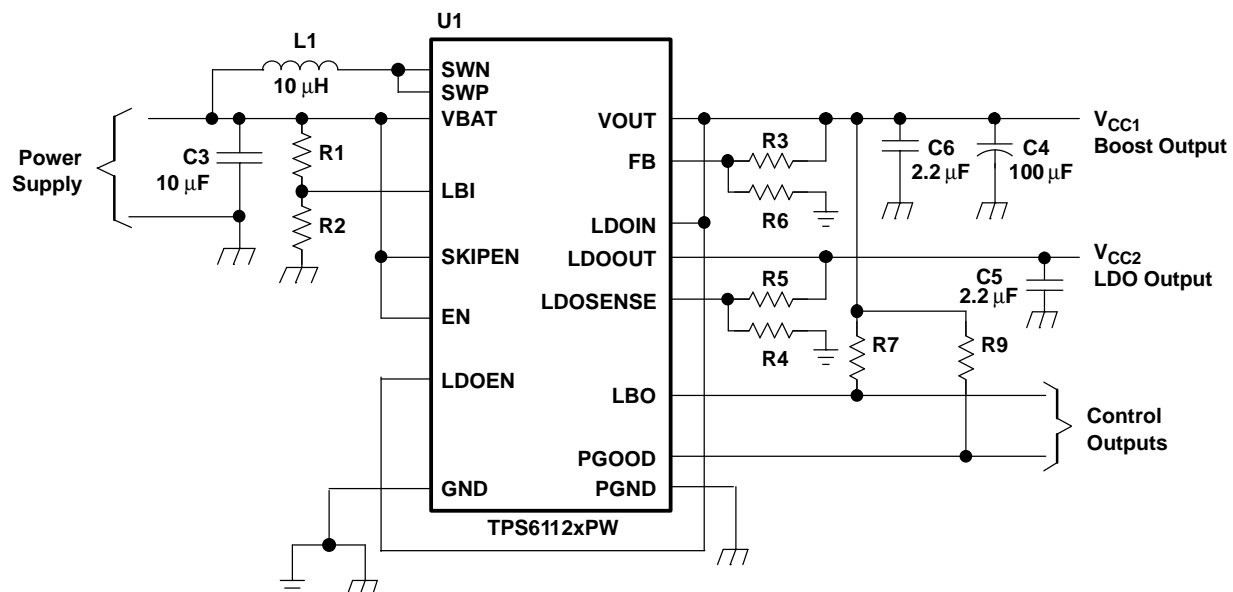 U1
L1
10 μH
SWN
SWP
VBAT
VOUT
VCC1
Boost Output
Power
Supply
C3
10 μF
R1
FB
R3
C6
2.2 μF
C4
100 μF
LBI
R2
R6
LDOIN
SKIPEN
LDOOUT
VCC2
LDO Output
R5
C5
2.2 μF
LDOSENSE
EN
R4
R7
R9
LDOEN
LBO
Control
Outputs
PGOOD
GND
PGND
TPS6112xPW